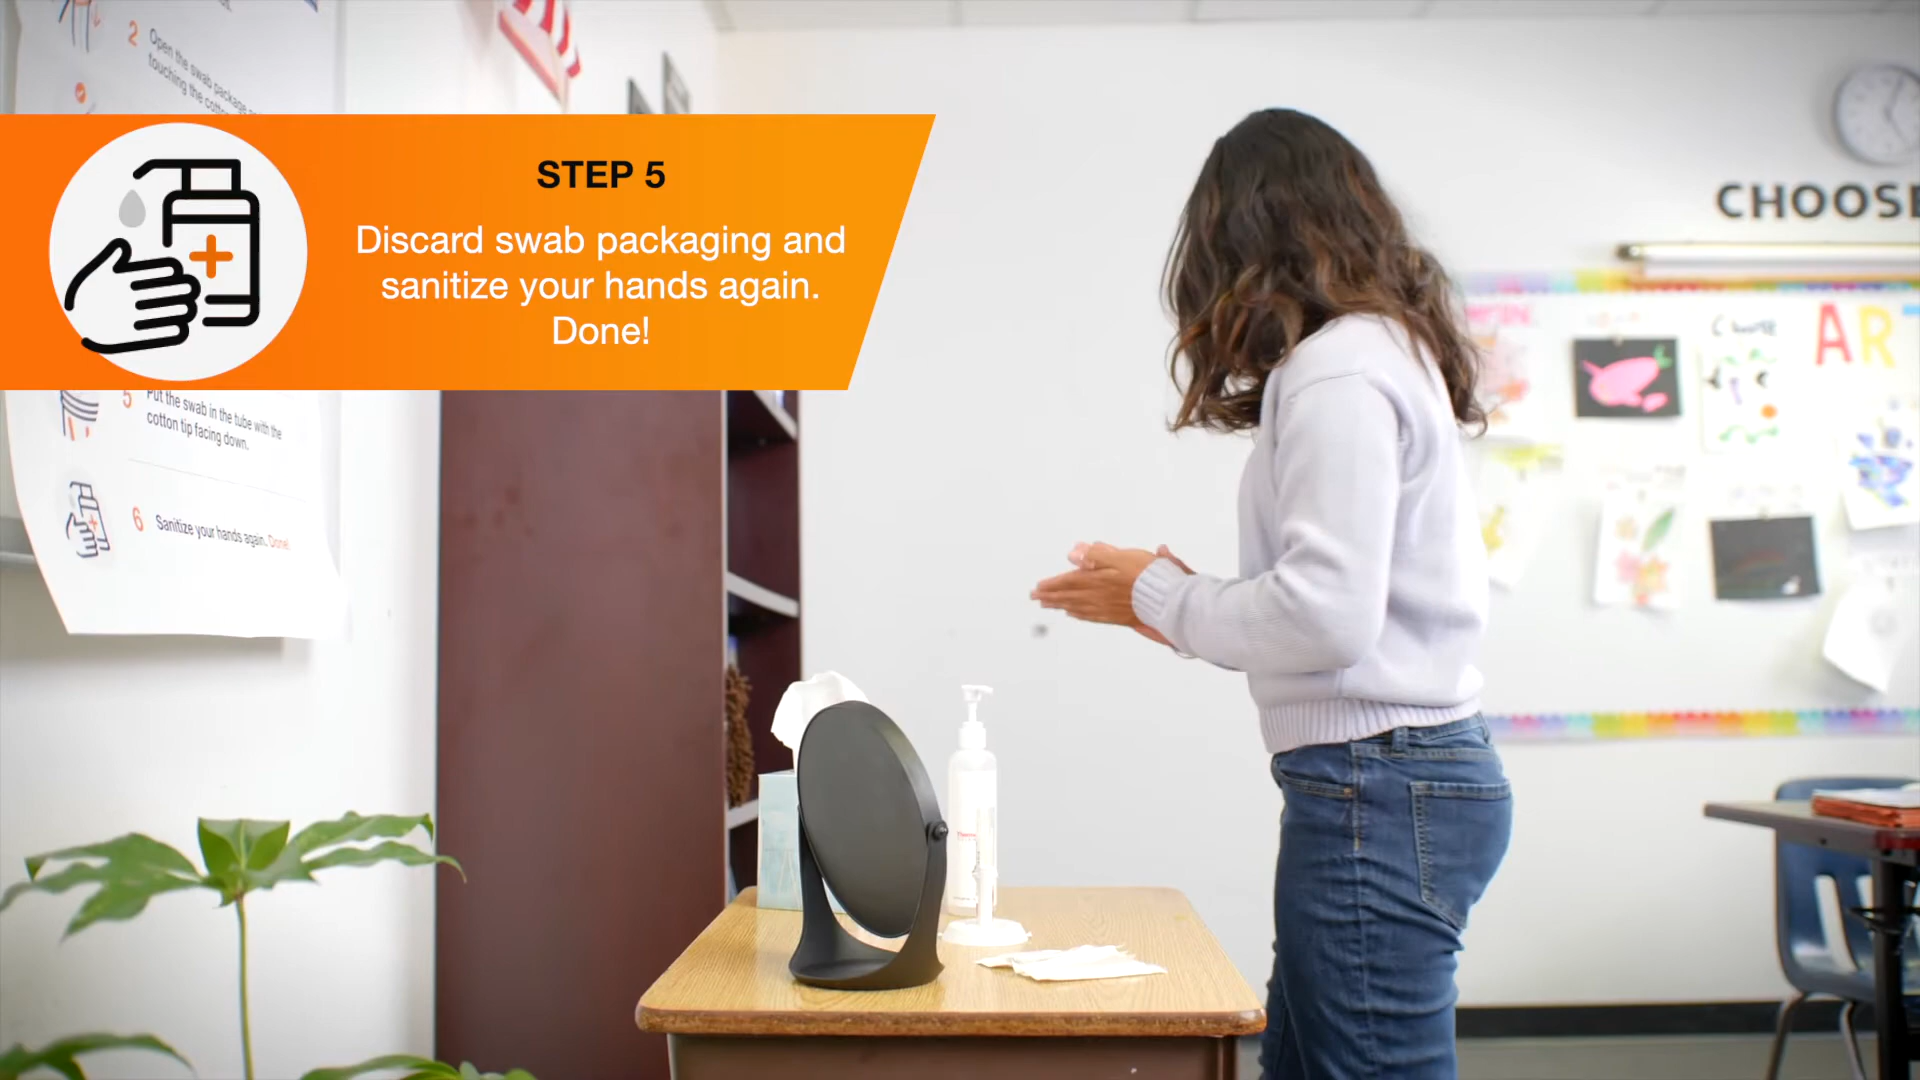 2 Open the swab package
touching the
STEP 5
Discard swab packaging and
sanitize your hands again.
Done!
5 Put the swab in the tube with the
cotton tip facing down.
6 Sanitize your hands again. Done!
CHOOSE
AR